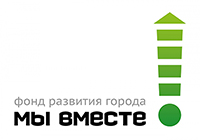 фонд развития города
мы вместе